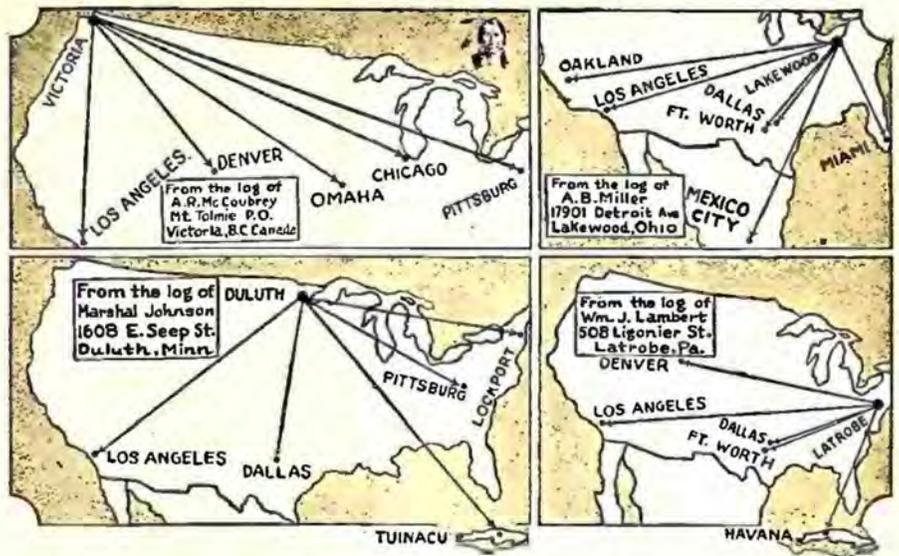 VICTORIA
LOS ANGELES.
DENVER
OMAHA
CHICAGO
PITTSBURG
From the log of
A.R. McCoubrey
Mt. Tolmie P.O.
Victoria, B.C Canada
OAKLAND
LOS ANGELES
LAKEWOOD
DALLAS
FT. WORTH
MIAMI
MEXICO
CITY
From the log of
A. B. Miller
17901 Detroit Ave
Lakewood, Ohio
From the log of
Marshal Johnson
1608 E. Seep St.
Duluth, Minn
DULUTH
PITTSBURG
LOCKPORT
LOS ANGELES
DALLAS
TUINACU
From the log of
Wm. J. Lambert
508 Ligonier St.
Latrobe, Pa.
DENVER
LOS ANGELES
DALLAS
FT. WORTH
LATROBE
HAVANA